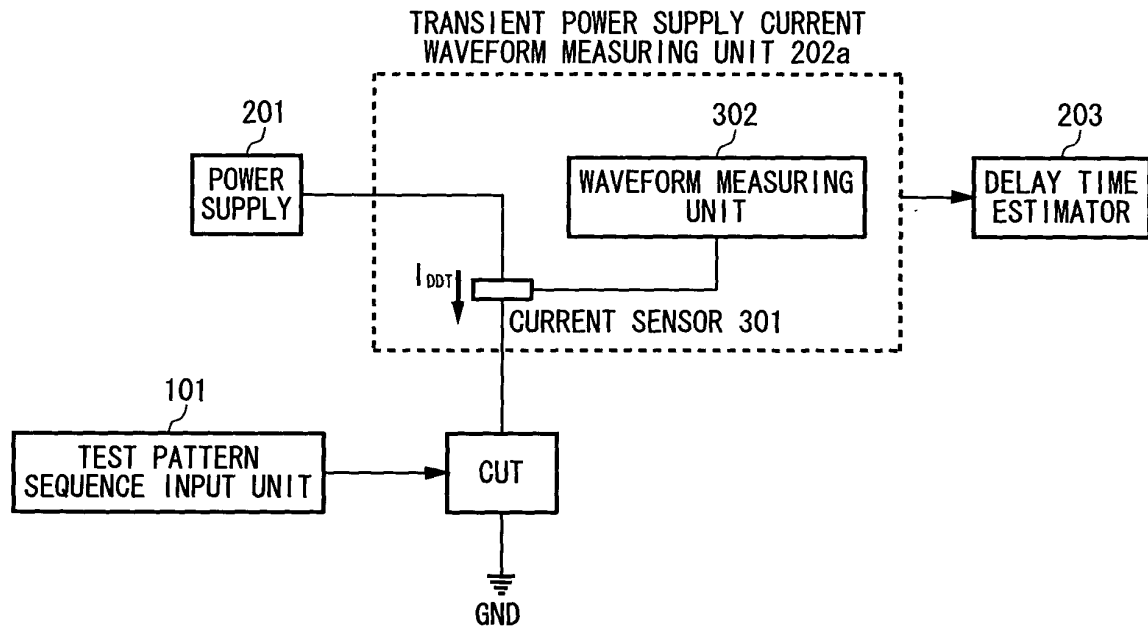 TRANSIENT POWER SUPPLY CURRENT
WAVEFORM MEASURING UNIT 202a
201
302
203
POWER
SUPPLY
WAVEFORM MEASURING
UNIT
DELAY TIME
ESTIMATOR
IDDT
CURRENT SENSOR 301
101
TEST PATTERN
SEQUENCE INPUT UNIT
CUT
GND